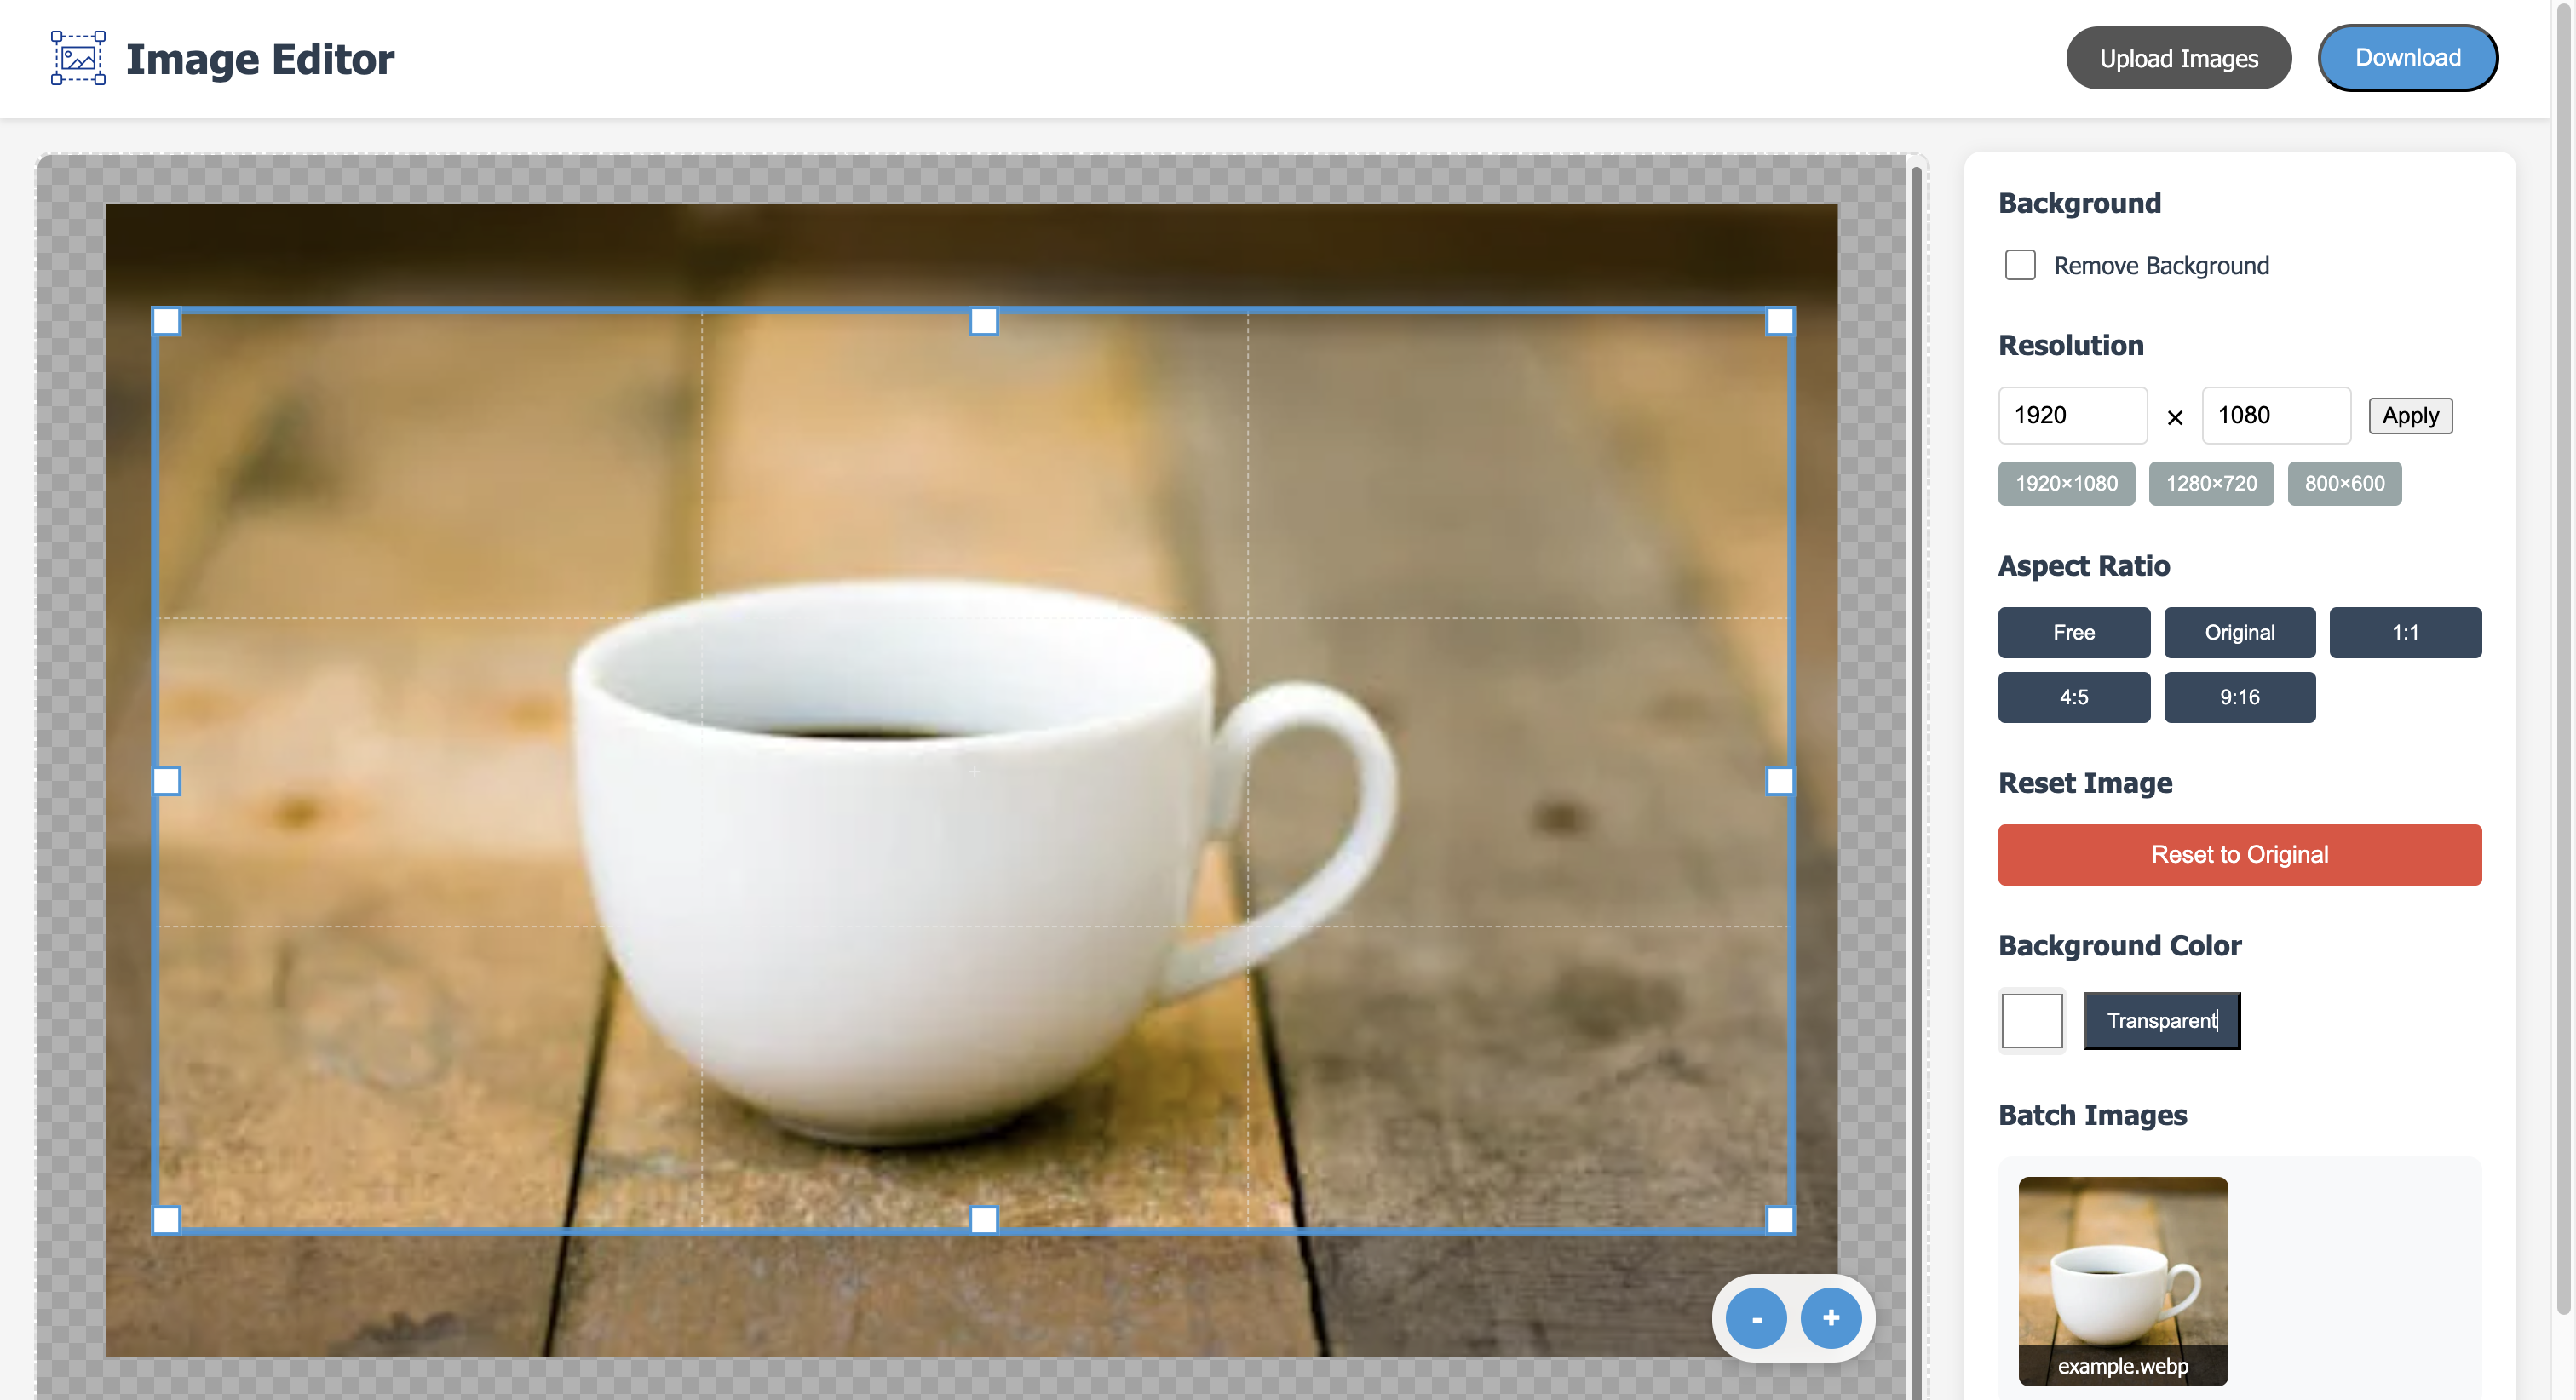 Image Editor
Upload Images
Download
Background
Remove Background
Resolution
1920 × 1080 Apply
1920×1080 1280×720 800×600
Aspect Ratio
Free Original 1:1
4:5 9:16
Reset Image
Reset to Original
Background Color
Transparent
Batch Images
example.webp
- +